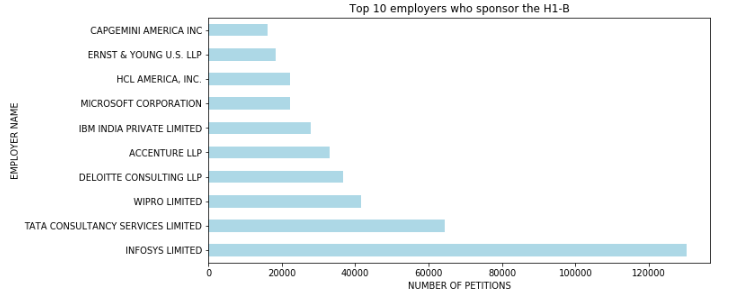 Top 10 employers who sponsor the H1-B
CAPGEMINI AMERICA INC
ERNST & YOUNG U.S. LLP
HCL AMERICA, INC.
MICROSOFT CORPORATION
IBM INDIA PRIVATE LIMITED
ACCENTURE LLP
DELOITTE CONSULTING LLP
WIPRO LIMITED
TATA CONSULTANCY SERVICES LIMITED
INFOSYS LIMITED
EMPLOYER NAME
0 20000 40000 60000 80000 100000 120000
NUMBER OF PETITIONS